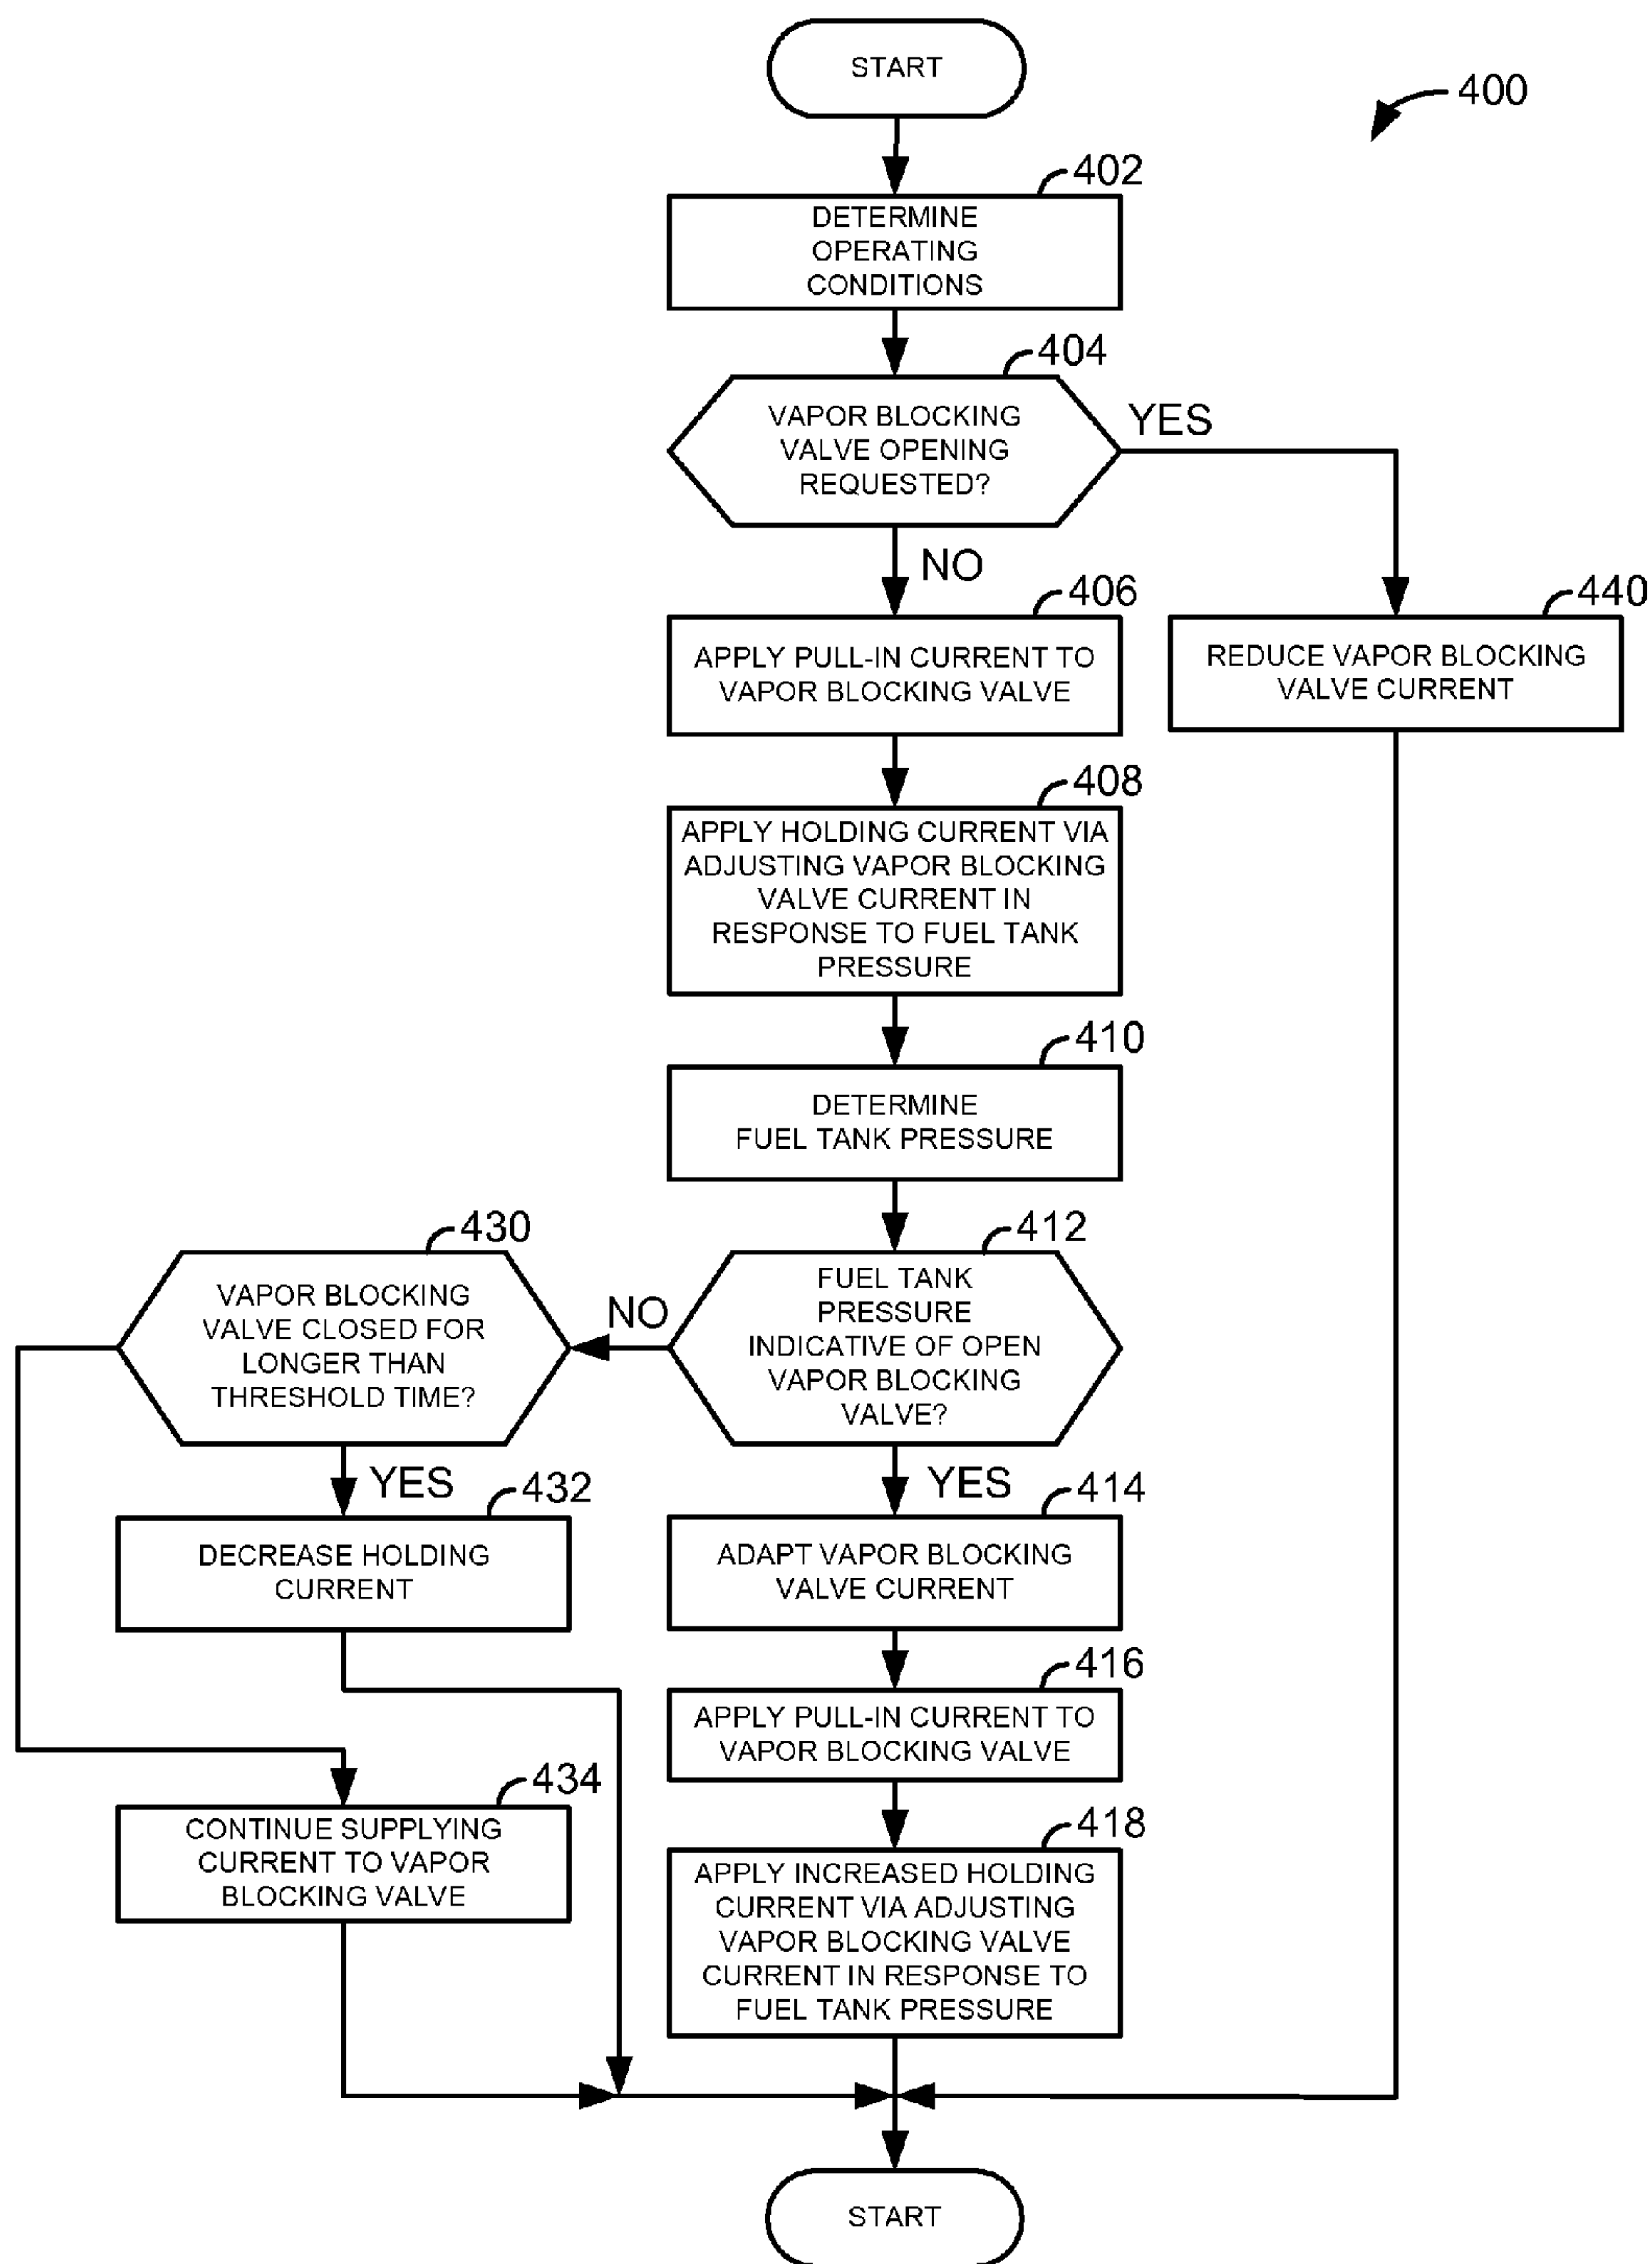 START
400
402
DETERMINE
OPERATING
CONDITIONS
404
VAPOR BLOCKING
VALVE OPENING
REQUESTED?
YES
NO
406
APPLY PULL-IN CURRENT TO
VAPOR BLOCKING VALVE
440
REDUCE VAPOR BLOCKING
VALVE CURRENT
408
APPLY HOLDING CURRENT VIA
ADJUSTING VAPOR BLOCKING
VALVE CURRENT IN
RESPONSE TO FUEL TANK
PRESSURE
410
DETERMINE
FUEL TANK PRESSURE
412
FUEL TANK
PRESSURE
INDICATIVE OF OPEN
VAPOR BLOCKING
VALVE?
NO
430
VAPOR BLOCKING
VALVE CLOSED FOR
LONGER THAN
THRESHOLD TIME?
YES
432
DECREASE HOLDING
CURRENT
YES
414
ADAPT VAPOR BLOCKING
VALVE CURRENT
416
APPLY PULL-IN CURRENT TO
VAPOR BLOCKING VALVE
434
CONTINUE SUPPLYING
CURRENT TO VAPOR
BLOCKING VALVE
418
APPLY INCREASED HOLDING
CURRENT VIA ADJUSTING
VAPOR BLOCKING VALVE
CURRENT IN RESPONSE TO
FUEL TANK PRESSURE
START